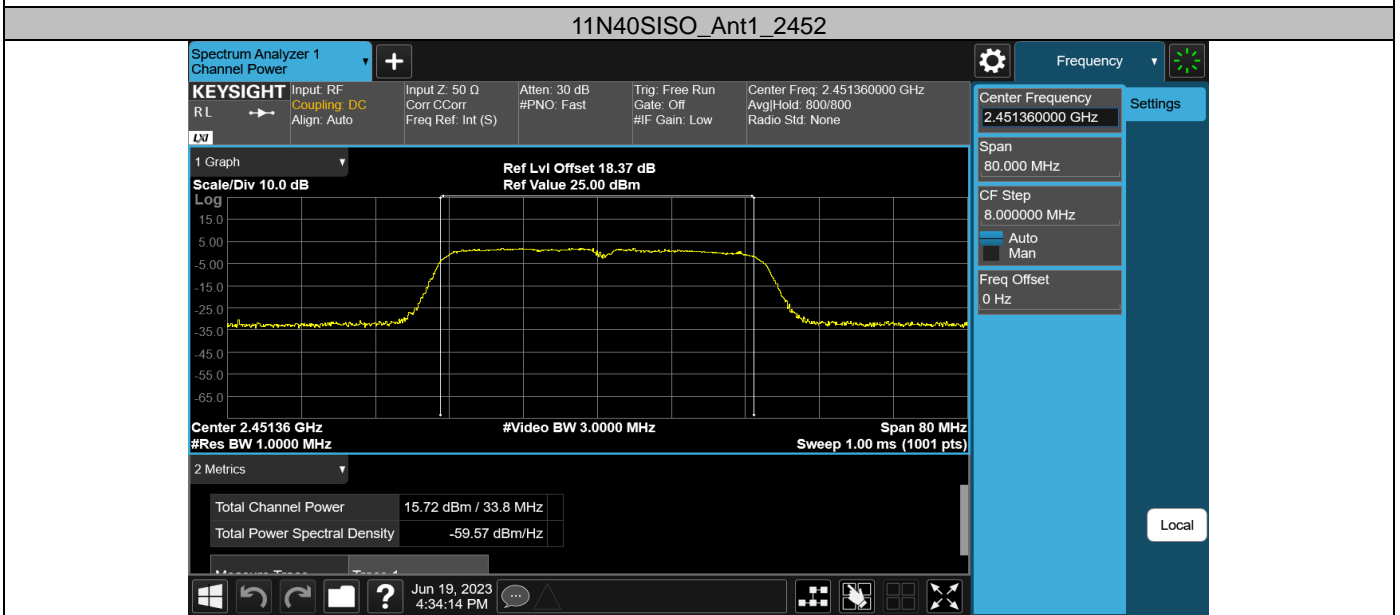 11N40SISO_Ant1_2452
Spectrum Analyzer 1
Channel Power
+
Frequency
KEYSIGHT
R L
LXI
Input: RF
Coupling: DC
Align: Auto
Input Z: 50 Ω
Corr CCorr
Freq Ref: Int (S)
Atten: 30 dB
#PNO: Fast
Trig: Free Run
Gate: Off
#IF Gain: Low
Center Freq: 2.451360000 GHz
Avg|Hold: 800/800
Radio Std: None
Center Frequency
2.451360000 GHz
Settings
Span
80.000 MHz
CF Step
8.000000 MHz
Auto
Man
Freq Offset
0 Hz
1 Graph
Ref Lvl Offset 18.37 dB
Scale/Div 10.0 dB
Ref Value 25.00 dBm
Log
15.0
5.00
-5.00
-15.0
-25.0
-35.0
-45.0
-55.0
-65.0
Center 2.45136 GHz
#Video BW 3.0000 MHz
Span 80 MHz
#Res BW 1.0000 MHz
Sweep 1.00 ms (1001 pts)
2 Metrics
Total Channel Power 15.72 dBm / 33.8 MHz
Total Power Spectral Density -59.57 dBm/Hz
Local
?
Jun 19, 2023
4:34:14 PM